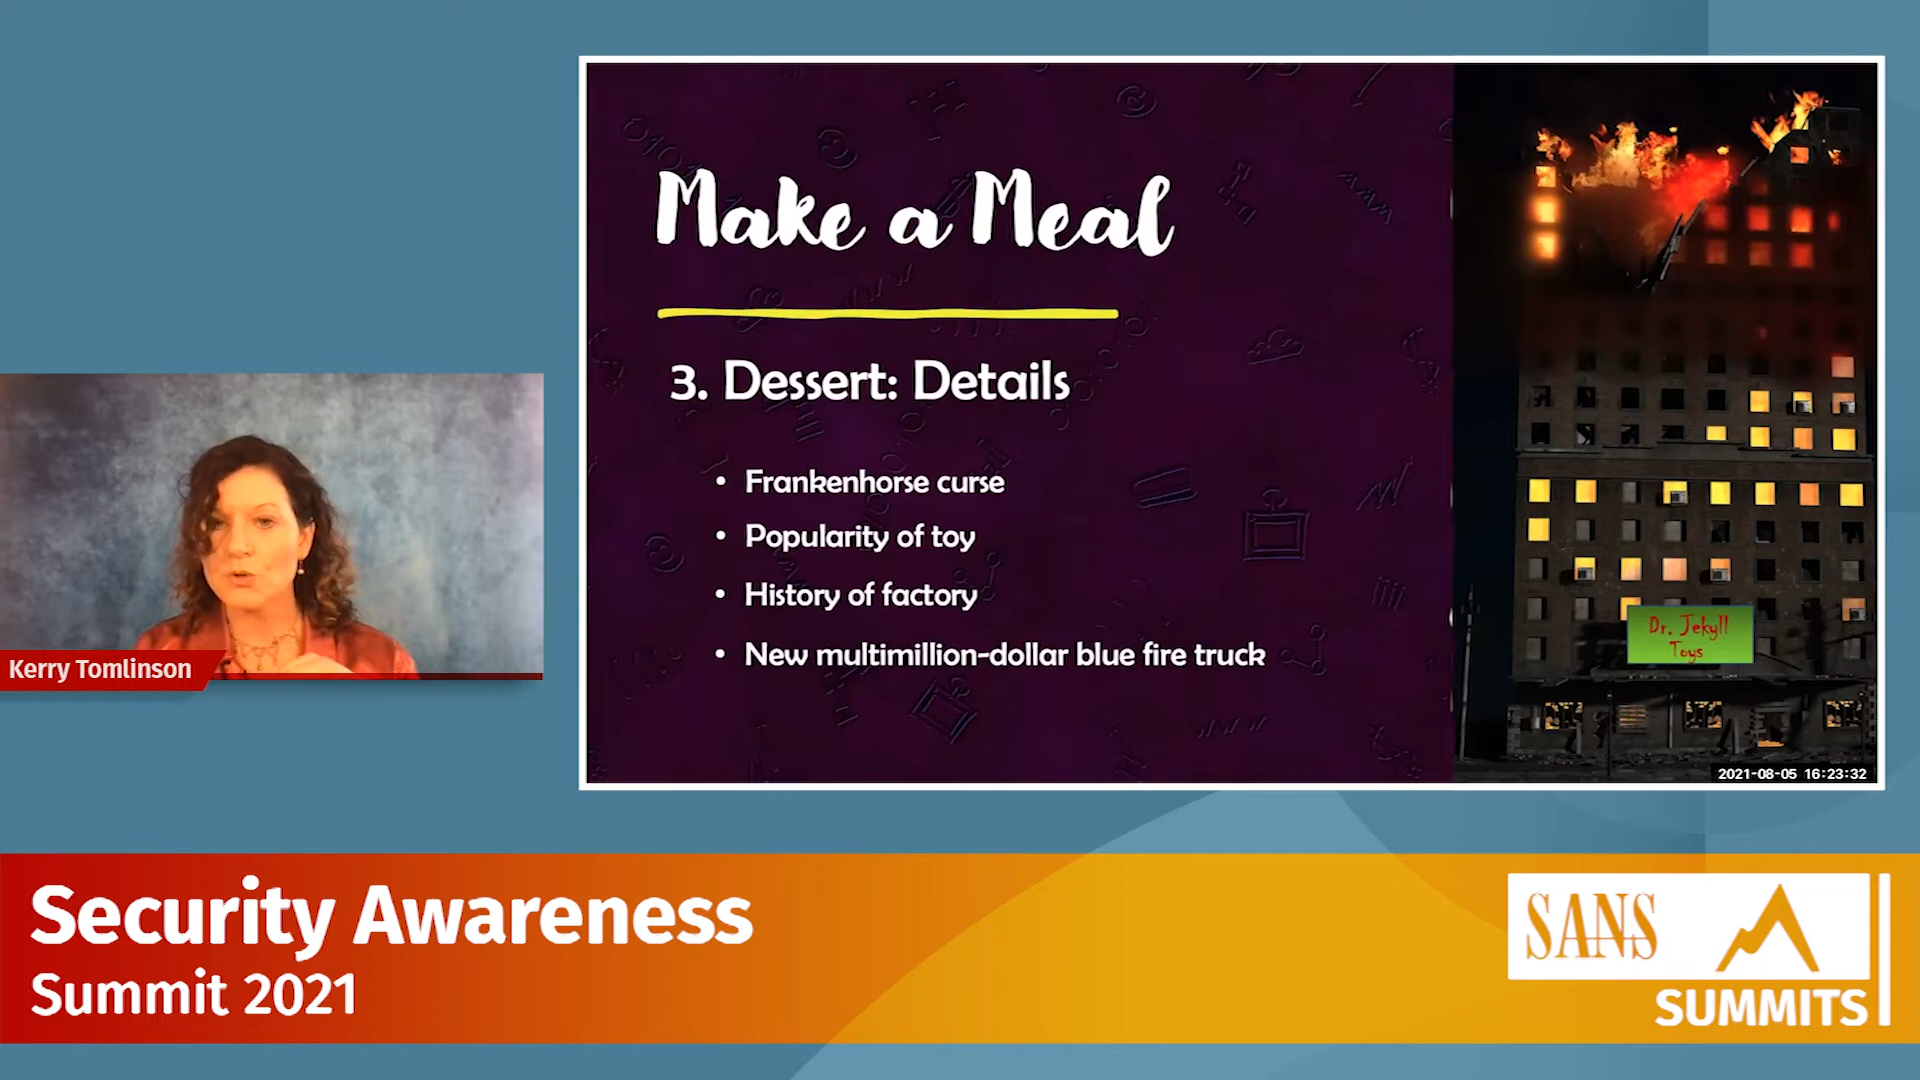 Make a Meal
3. Dessert: Details
• Frankenhorse curse
• Popularity of toy
• History of factory
• New multimillion-dollar blue fire truck
Dr. Jekyll
Toys
2021-08-05 16:23:32
Kerry Tomlinson
Security Awareness
Summit 2021
SANS
SUMMITS